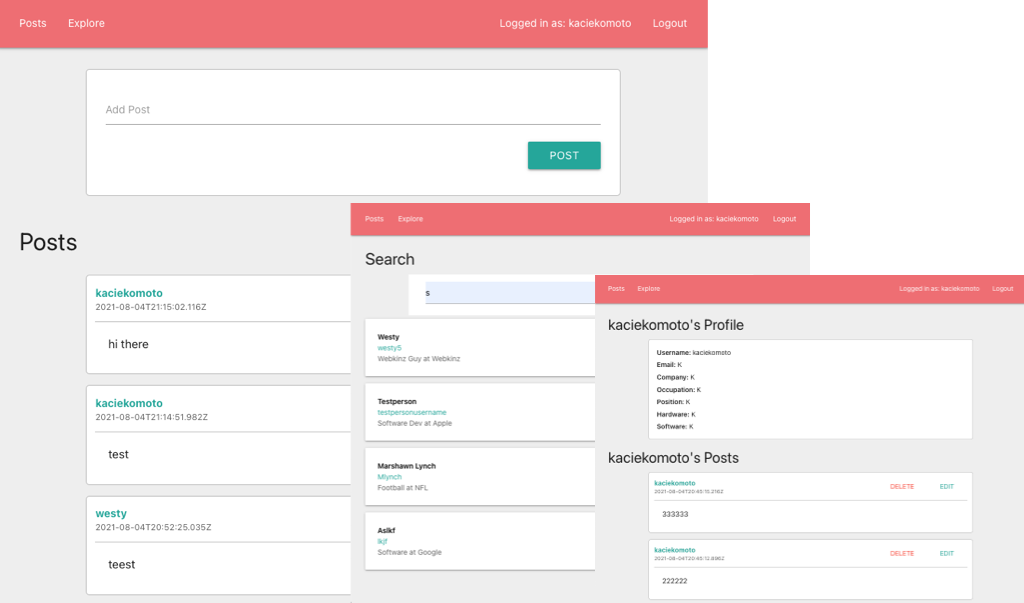 Posts Explore Logged in as: kaciekomoto Logout
Add Post
POST
Posts
kaciekomoto
2021-08-04T21:15:02.116Z
hi there
kaciekomoto
2021-08-04T21:14:51.982Z
test
westy
2021-08-04T20:52:25.035Z
teest
Posts Explore Logged in as: kaciekomoto Logout
Search
s
Westy
westy5
Webkinz Guy at Webkinz
Testperson
testpersonusername
Software Dev at Apple
Marshawn Lynch
Mlynch
Football at NFL
Aslkf
lkjf
Software at Google
Posts Explore Logged in as: kaciekomoto Logout
kaciekomoto's Profile
Username: kaciekomoto
Email: K
Company: K
Occupation: K
Position: K
Hardware: K
Software: K
kaciekomoto's Posts
kaciekomoto DELETE EDIT
2021-08-04T20:45:15.216Z
333333
kaciekomoto DELETE EDIT
2021-08-04T20:45:12.896Z
222222